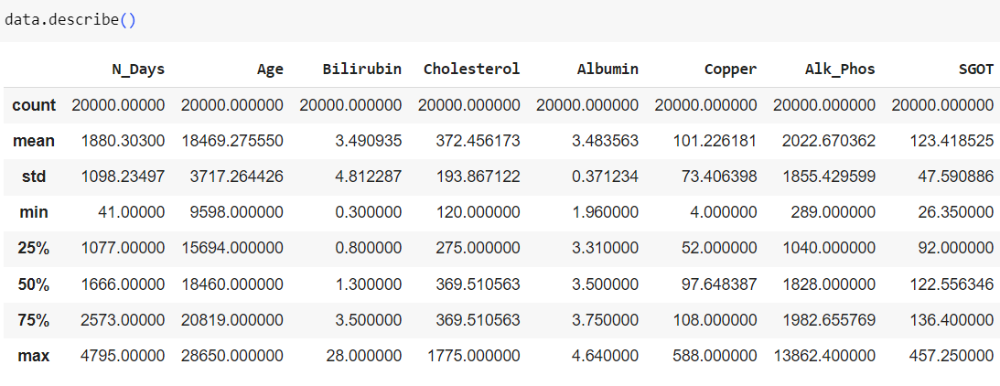 data.describe()
N_Days Age Bilirubin Cholesterol Albumin Copper Alk_Phos SGOT
count 20000.00000 20000.000000 20000.000000 20000.000000 20000.000000 20000.000000 20000.000000 20000.000000
mean 1880.30300 18469.275550 3.490935 372.456173 3.483563 101.226181 2022.670362 123.418525
std 1098.23497 3717.264426 4.812287 193.867122 0.371234 73.406398 1855.429599 47.590886
min 41.00000 9598.000000 0.300000 120.000000 1.960000 4.000000 289.000000 26.350000
25% 1077.00000 15694.000000 0.800000 275.000000 3.310000 52.000000 1040.000000 92.000000
50% 1666.00000 18460.000000 1.300000 369.510563 3.500000 97.648387 1828.000000 122.556346
75% 2573.00000 20819.000000 3.500000 369.510563 3.750000 108.000000 1982.655769 136.400000
max 4795.00000 28650.000000 28.000000 1775.000000 4.640000 588.000000 13862.400000 457.250000